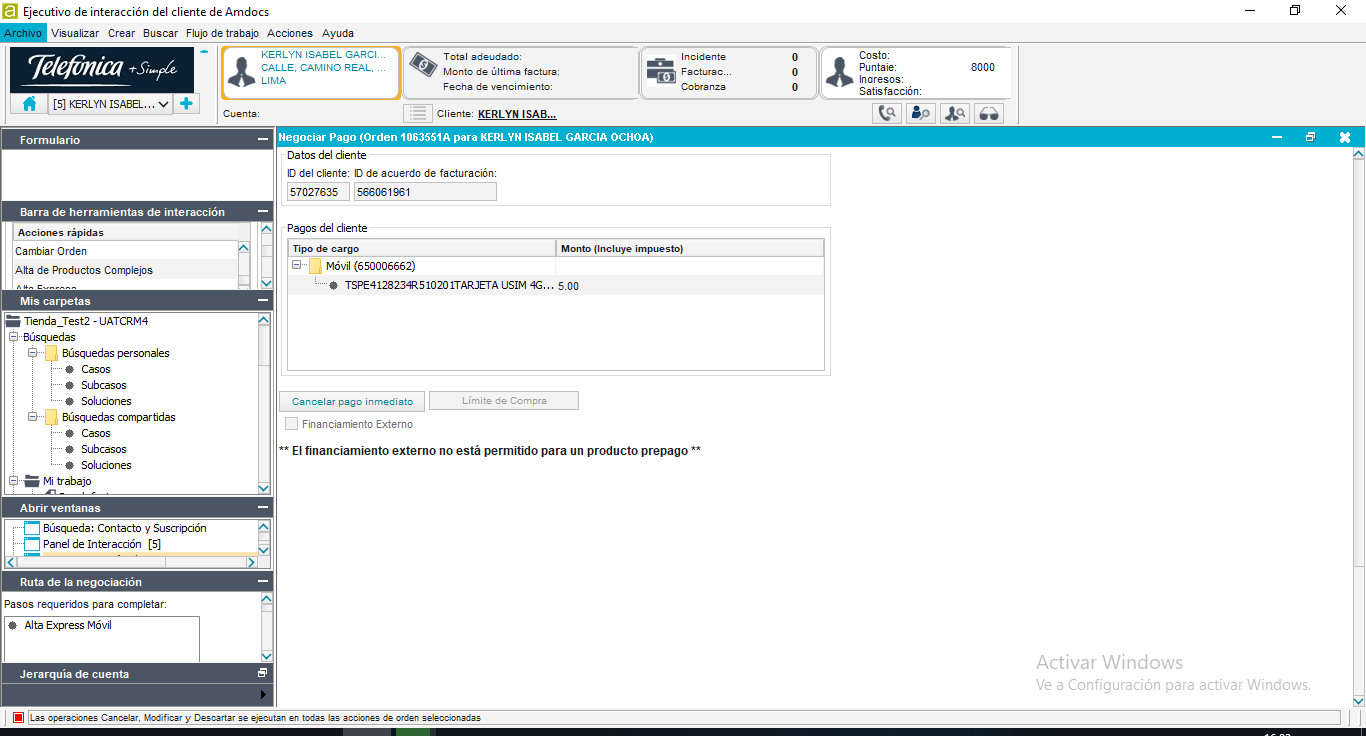 Ejecutivo de interacción del cliente de Amdocs
Archivo Visualizar Crear Buscar Flujo de trabajo Acciones Ayuda
Telefónica +Simple
[5] KERLYN ISABEL...
KERLYN ISABEL GARCI...
CALLE, CAMINO REAL, ...
LIMA
Cuenta:
Total adeudado:
Monto de última factura:
Fecha de vencimiento:
Cliente: KERLYN ISAB...
Incidente 0
Facturac... 0
Cobranza 0
Costo:
Puntaje: 8000
Ingresos:
Satisfacción:
Formulario
Barra de herramientas de interacción
Acciones rápidas
Cambiar Orden
Alta de Productos Complejos
Alta Express
Mis carpetas
Tienda_Test2 - UATCRM4
Búsquedas
Búsquedas personales
Casos
Subcasos
Soluciones
Búsquedas compartidas
Casos
Subcasos
Soluciones
Mi trabajo
Abrir ventanas
Búsqueda: Contacto y Suscripción
Panel de Interacción [5]
Ruta de la negociación
Pasos requeridos para completar:
Alta Express Móvil
Jerarquía de cuenta
Negociar Pago (Orden 1063551A para KERLYN ISABEL GARCIA OCHOA)
Datos del cliente
ID del cliente: ID de acuerdo de facturación:
57027635 566061961
Pagos del cliente
Tipo de cargo Monto (Incluye impuesto)
Móvil (650006662)
TSPE4128234R510201TARJETA USIM 4G... 5.00
Cancelar pago inmediato Límite de Compra
Financiamiento Externo
** El financiamiento externo no está permitido para un producto prepago **
Activar Windows
Ve a Configuración para activar Windows.
Las operaciones Cancelar, Modificar y Descartar se ejecutan en todas las acciones de orden seleccionadas